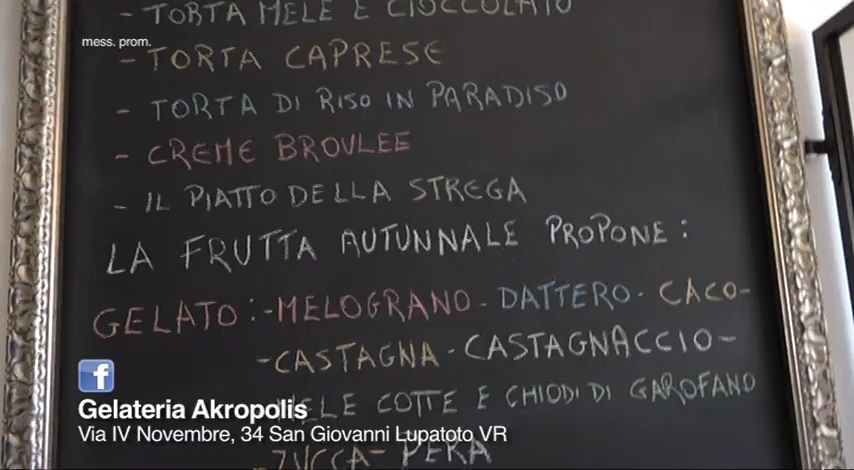 - TORTA MELE E CIOCCOLATO
mess. prom.
- TORTA CAPRESE
- TORTA DI RISO IN PARADISO
- CREME BROULEE
- IL PIATTO DELLA STREGA
LA FRUTTA AUTUNNALE PROPONE :
GELATO :-MELOGRANO - DATTERO - CACO-
-CASTAGNA - CASTAGNACCIO-
MELE COTTE E CHIODI DI GAROFANO
Gelateria Akropolis
Via IV Novembre, 34 San Giovanni Lupatoto VR
-ZUCCA- PERA